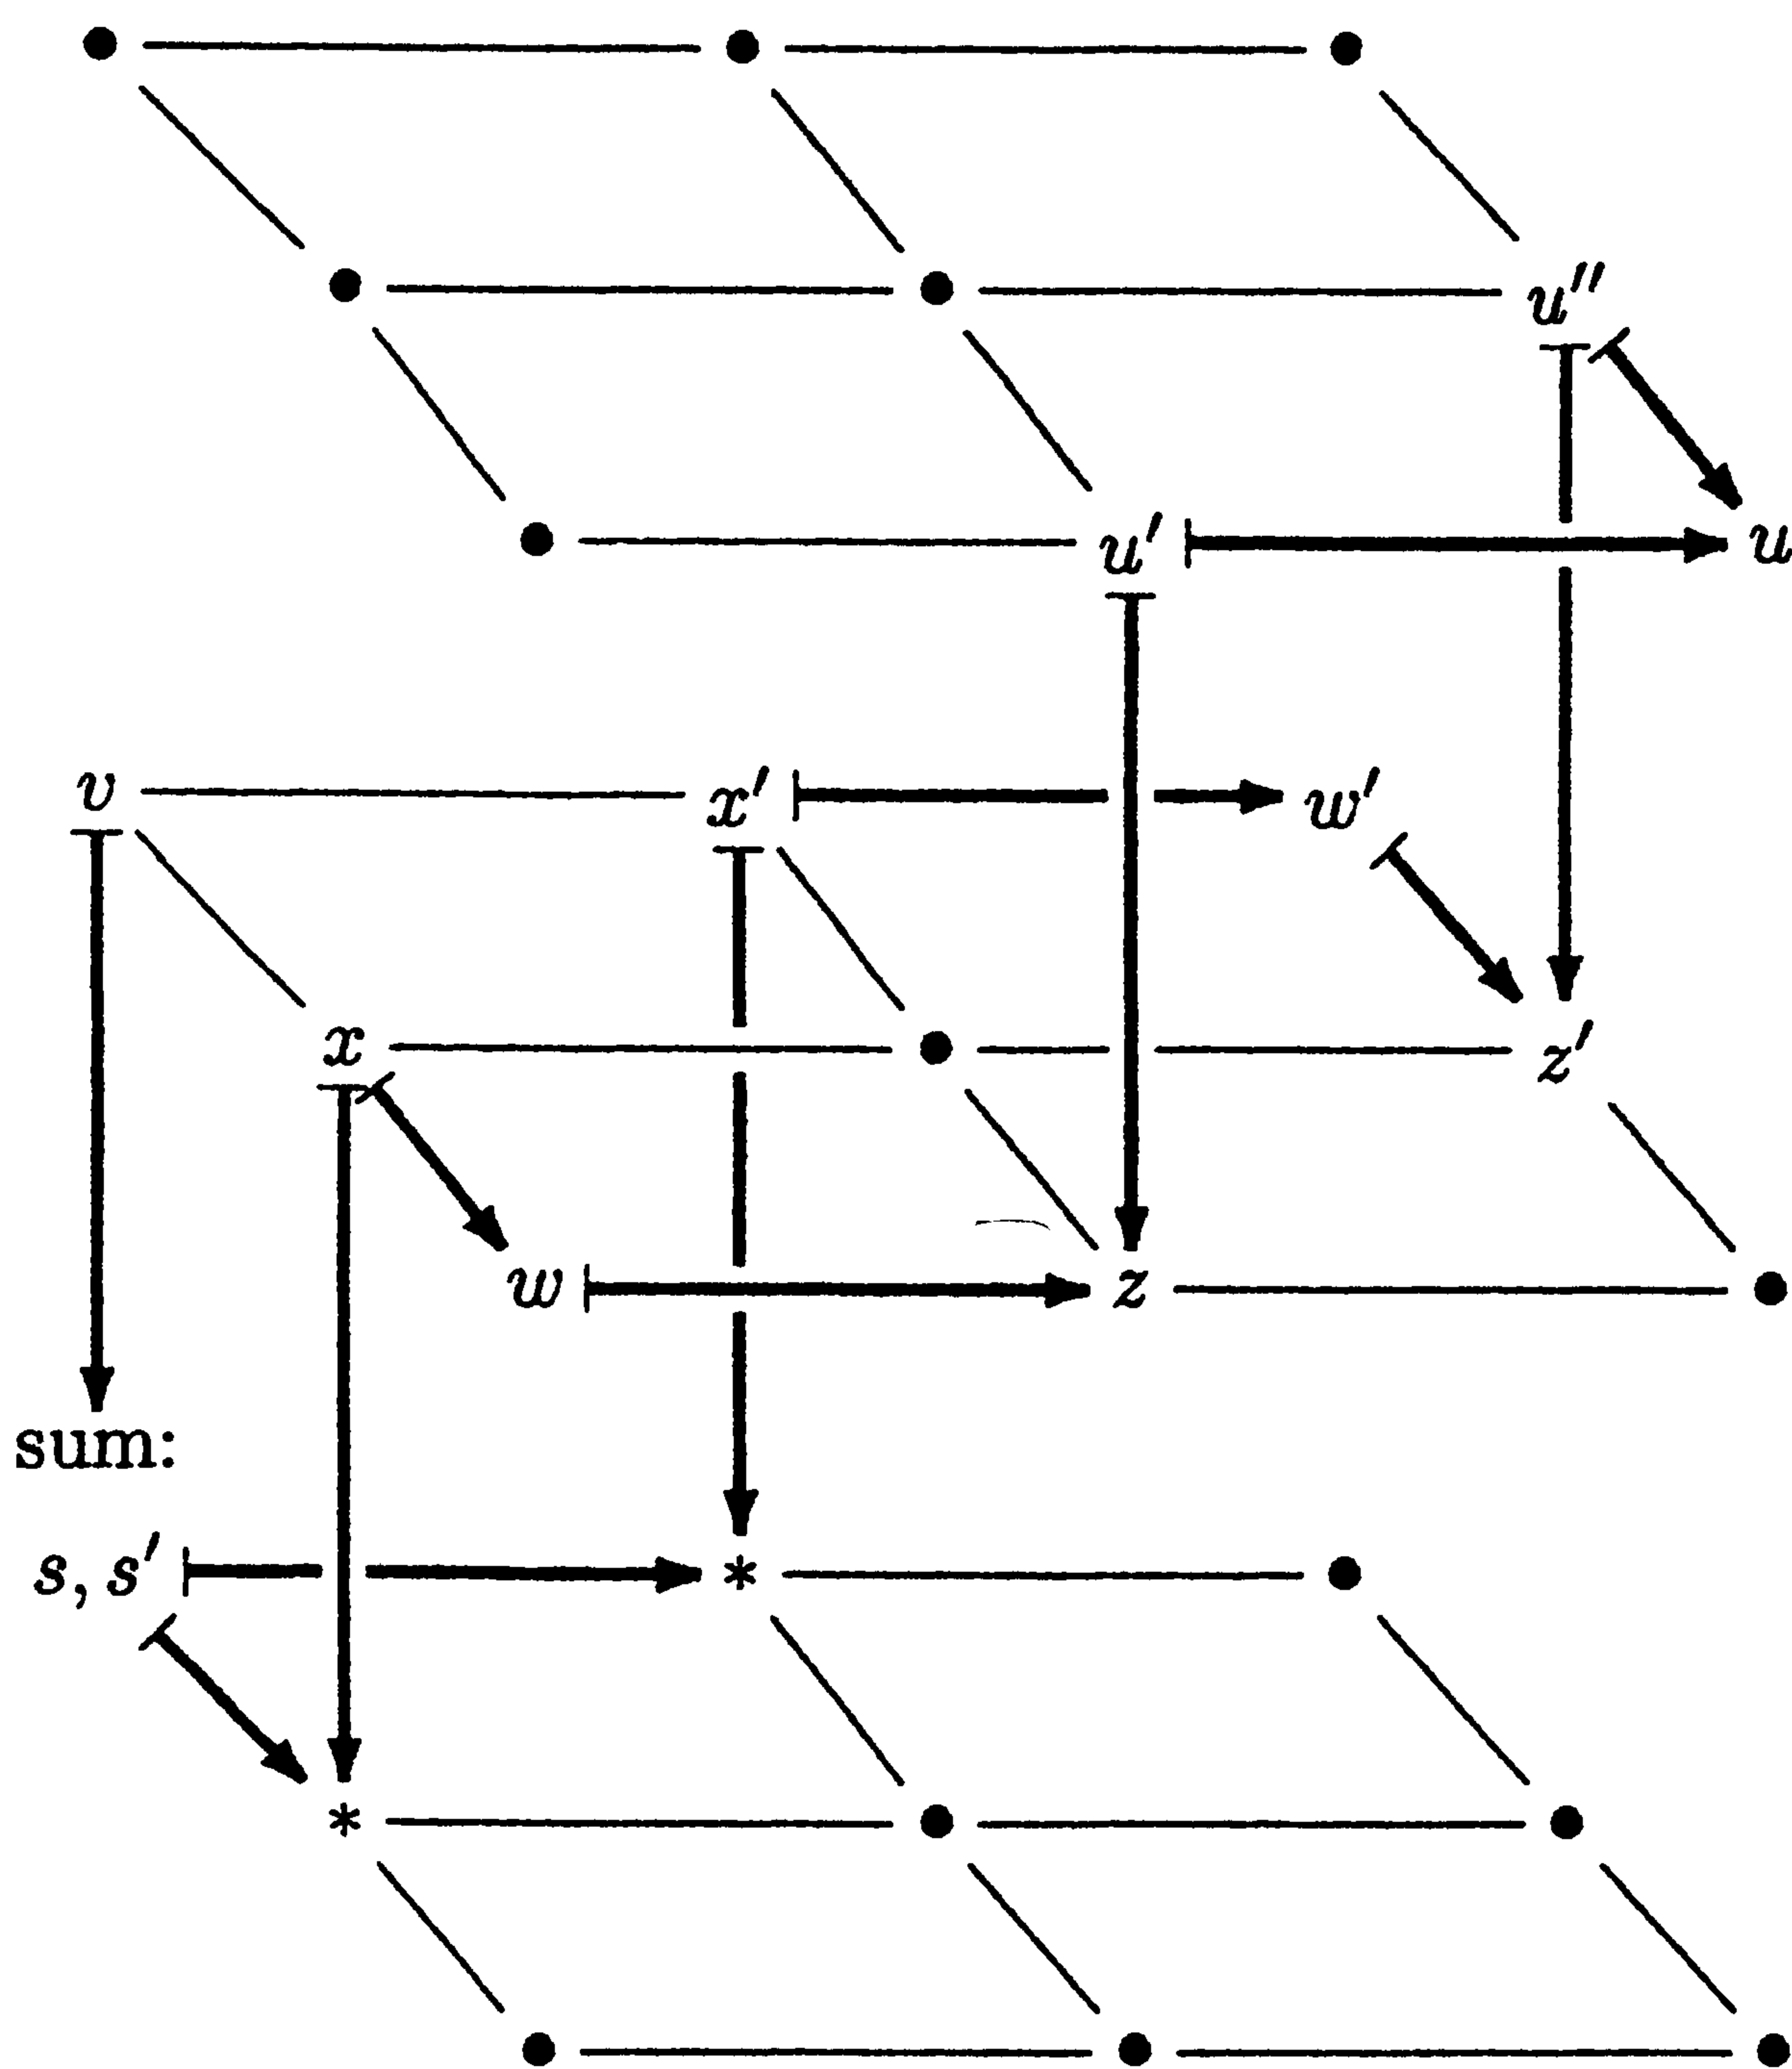 u″
u′ u
v x′ w′
x z′
w z
sum:
s, s′ *
*